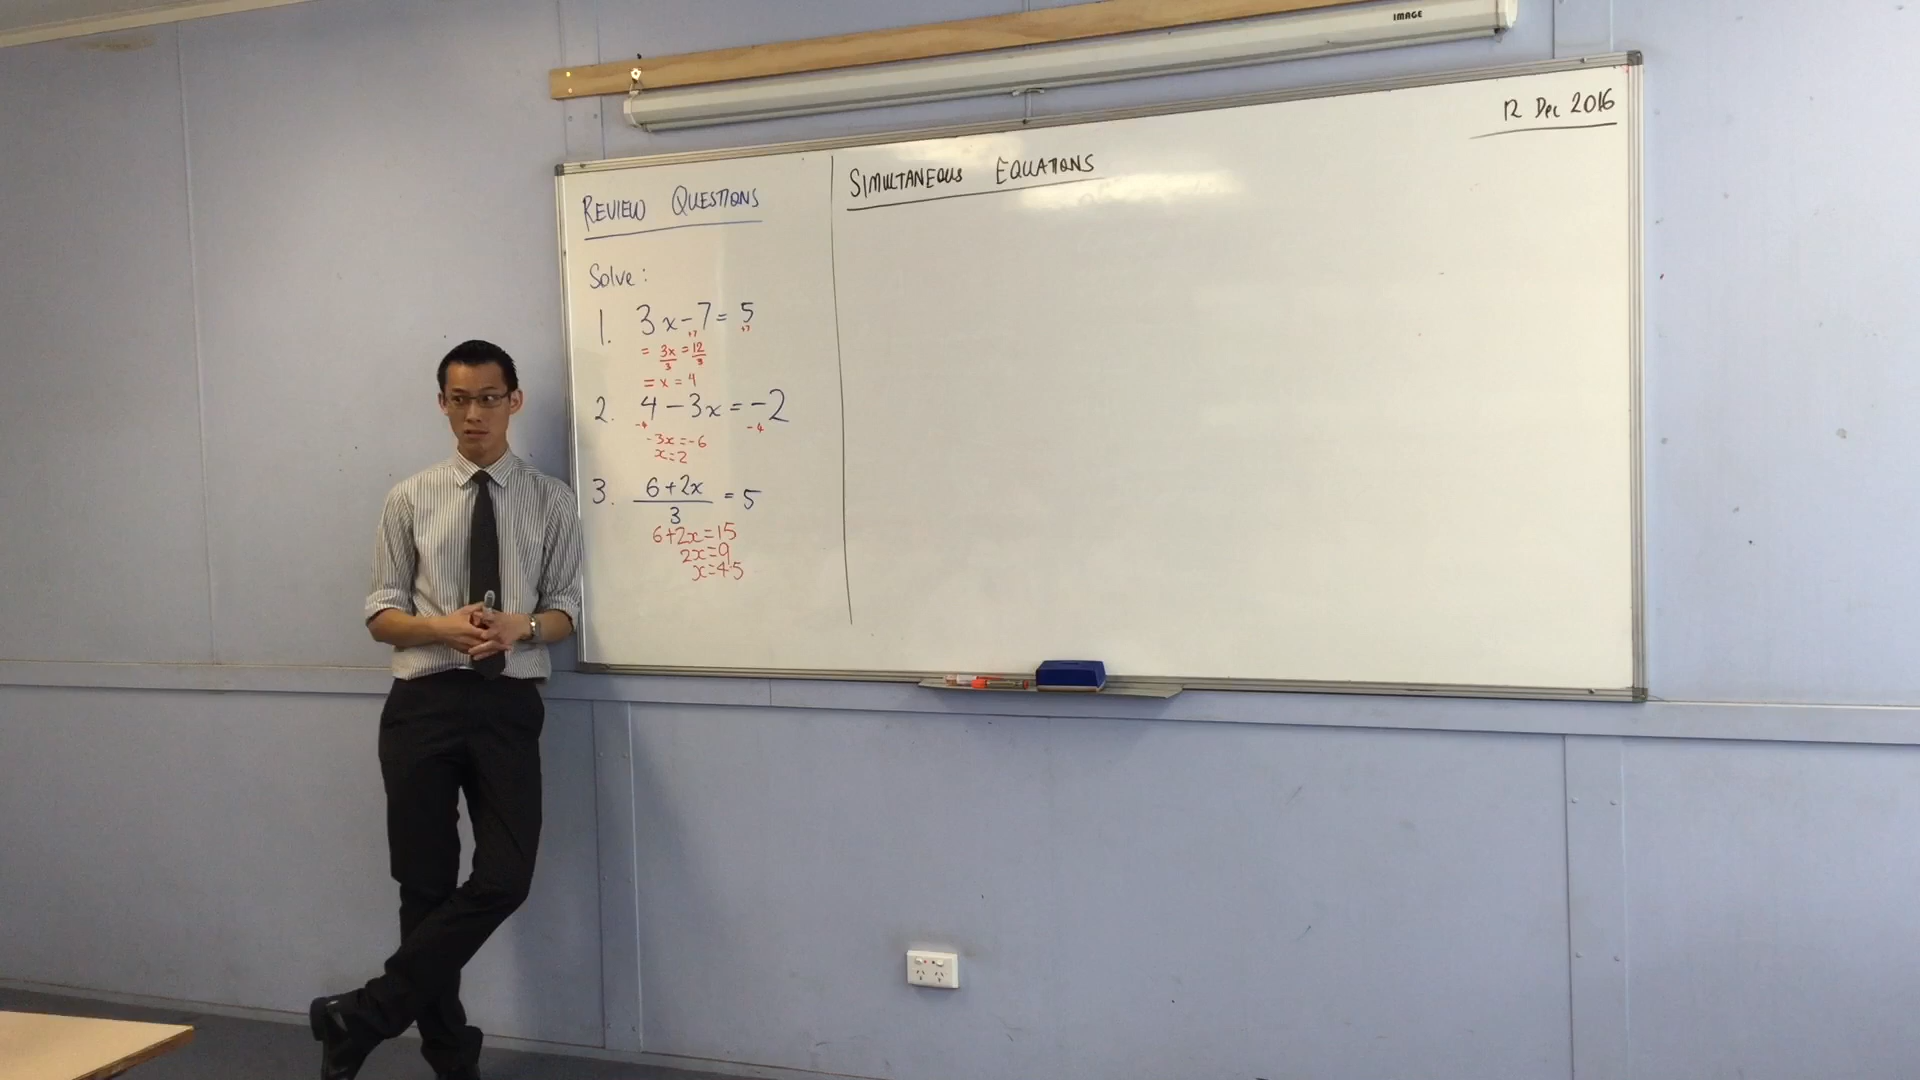 IMAGE
12 Dec 2016
REVIEW QUESTIONS
Solve:
1. 3x-7=5
+7 +7
= 3x/3 = 12/3
= x = 4
2. 4-3x=-2
-4 -4
-3x=-6
x=2
3. 6+2x/3 = 5
6+2x=15
2x=9
x=4.5
SIMULTANEOUS EQUATIONS